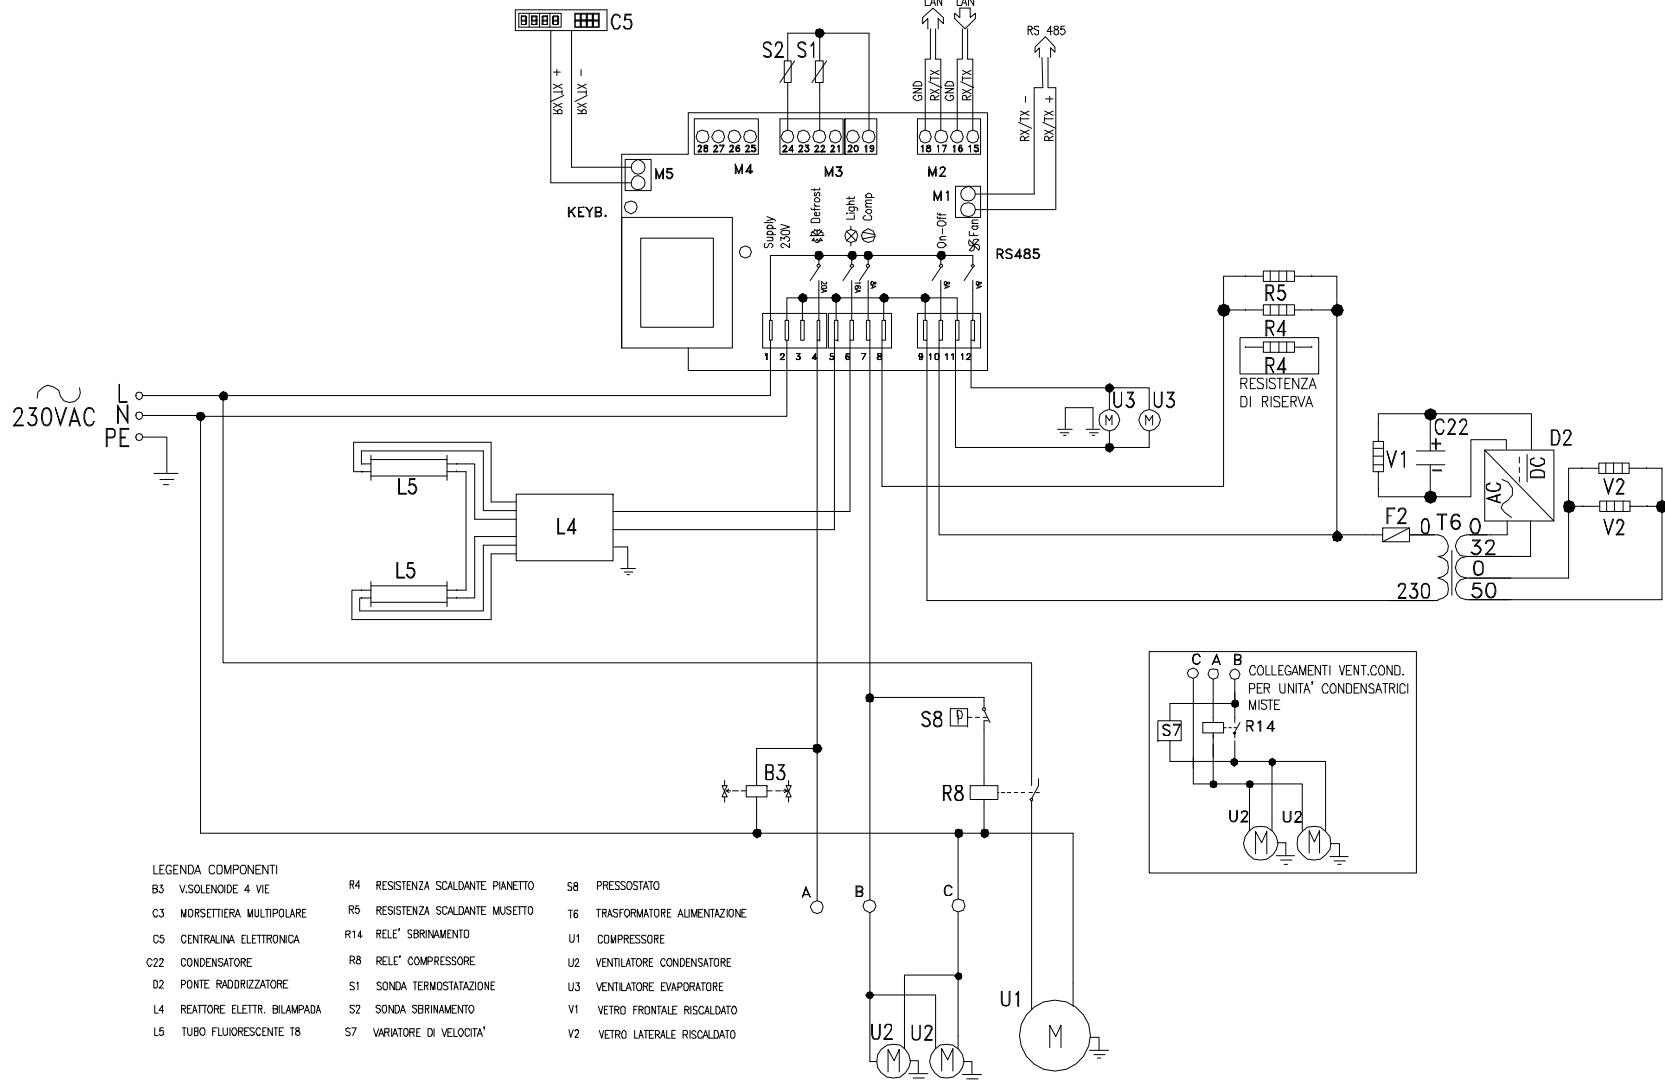 C5
LAN
LAN
RS 485
S2
S1
RX/TX +
RX/TX -
GND
RX/TX
GND
RX/TX
RX/TX -
RX/TX +
28 27 26 25
24 23 22 21
20 19
18 17 16 15
M4
M3
M2
M5
M1
KEYB.
Supply
230V
Defrost
Light
Comp
On-Off
Fan
RS485
20A
16A
8A
8A
8A
1 2 3 4 5 6 7 8 9 10 11 12
R5
R4
R4
RESISTENZA
DI RISERVA
L
N
PE
230VAC
U3
U3
M
M
C22
+
-
V1
D2
DC
AC
V2
V2
L5
L4
L5
F2
T6
0
0
32
0
230
50
C A B
COLLEGAMENTI VENT.COND.
PER UNITA' CONDENSATRICI
MISTE
S7
R14
U2
U2
M
M
S8
P
B3
R8
A
B
C
U1
M
U2
U2
M
M
LEGENDA COMPONENTI
B3 V.SOLENOIDE 4 VIE
C3 MORSETTIERA MULTIPOLARE
C5 CENTRALINA ELETTRONICA
C22 CONDENSATORE
D2 PONTE RADDRIZZATORE
L4 REATTORE ELETTR. BILAMPADA
L5 TUBO FLUIORESCENTE T8
R4 RESISTENZA SCALDANTE PIANETTO
R5 RESISTENZA SCALDANTE MUSETTO
R14 RELE' SBRINAMENTO
R8 RELE' COMPRESSORE
S1 SONDA TERMOSTATAZIONE
S2 SONDA SBRINAMENTO
S7 VARIATORE DI VELOCITA'
S8 PRESSOSTATO
T6 TRASFORMATORE ALIMENTAZIONE
U1 COMPRESSORE
U2 VENTILATORE CONDENSATORE
U3 VENTILATORE EVAPORATORE
V1 VETRO FRONTALE RISCALDATO
V2 VETRO LATERALE RISCALDATO